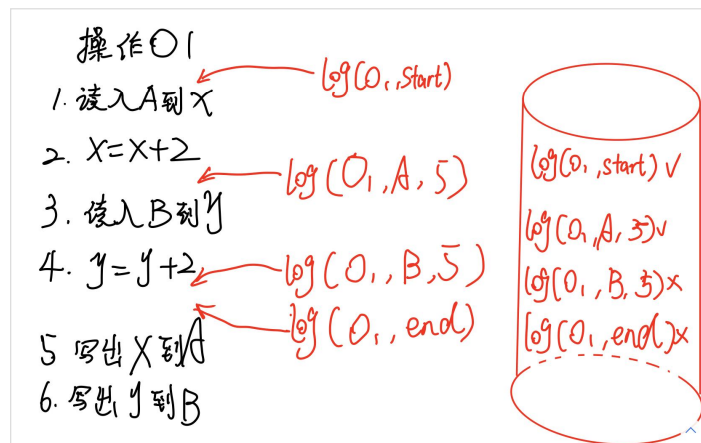 操作O1
log(O1,start)
1. 读入A到x
2. x=x+2
log(O1,A,5)
3. 读入B到y
4. y=y+2
log(O1,B,5)
log(O1,end)
5 写出X到A
6. 写出y到B
log(O1,start)√
log(O1,A,5)√
log(O1,B,5)×
log(O1,end)×